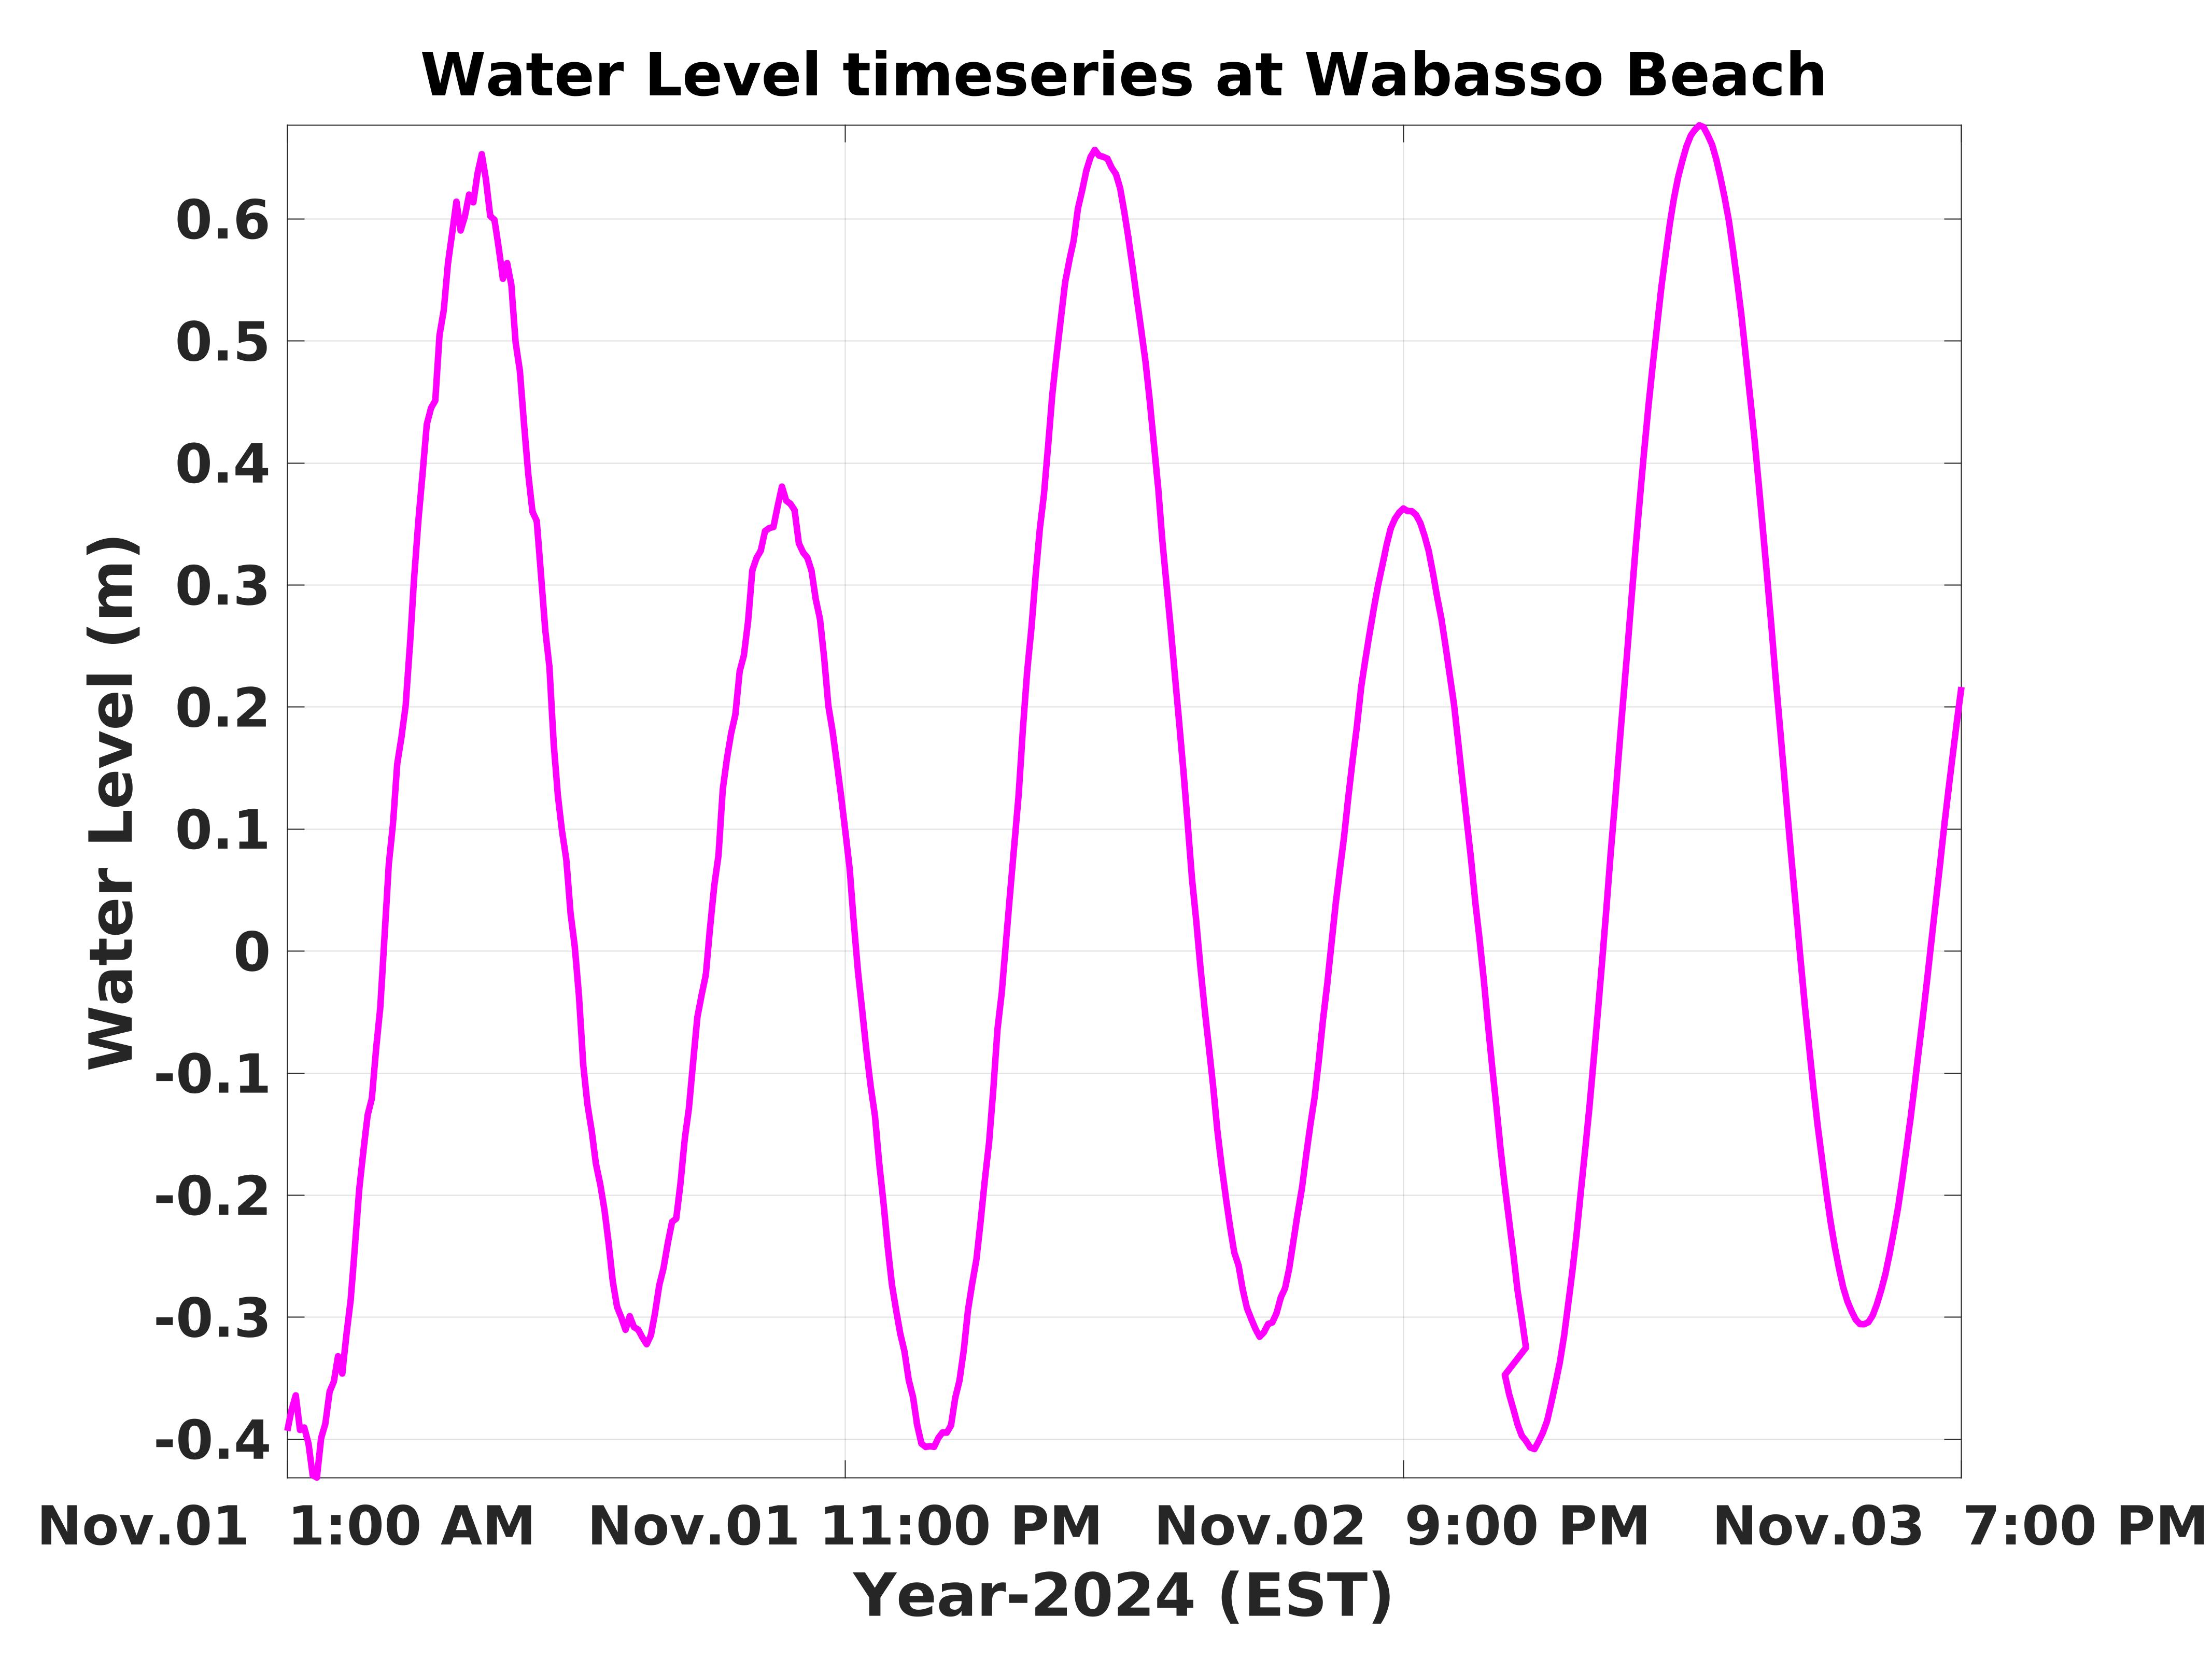 Water Level timeseries at Wabasso Beach
Water Level (m)
0.6
0.5
0.4
0.3
0.2
0.1
0
-0.1
-0.2
-0.3
-0.4
Nov.01 1:00 AM Nov.01 11:00 PM Nov.02 9:00 PM Nov.03 7:00 PM
Year-2024 (EST)